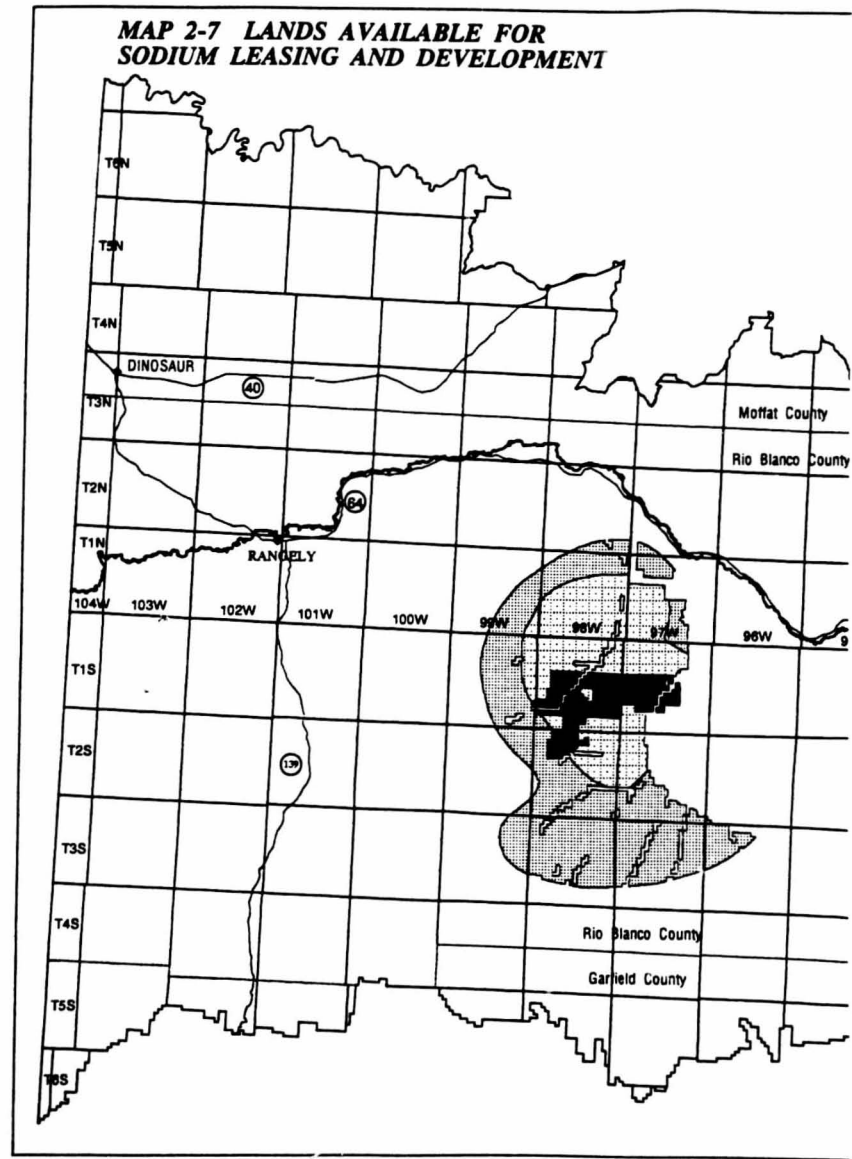 MAP 2-7 LANDS AVAILABLE FOR
SODIUM LEASING AND DEVELOPMENT
T6N
T5N
T4N
DINOSAUR
40
T3N
Moffat County
Rio Blanco County
T2N
64
T1N
RANGELY
104W 103W 102W 101W 100W 99W 98W 97W 96W 9
T1S
T2S
139
T3S
T4S
Rio Blanco County
Garfield County
T5S
T6S